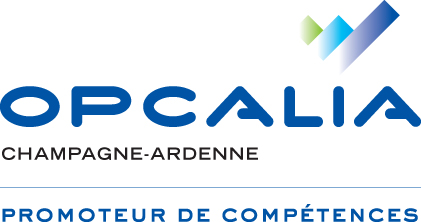 OPCALIA
CHAMPAGNE-ARDENNE
PROMOTEUR DE COMPÉTENCES